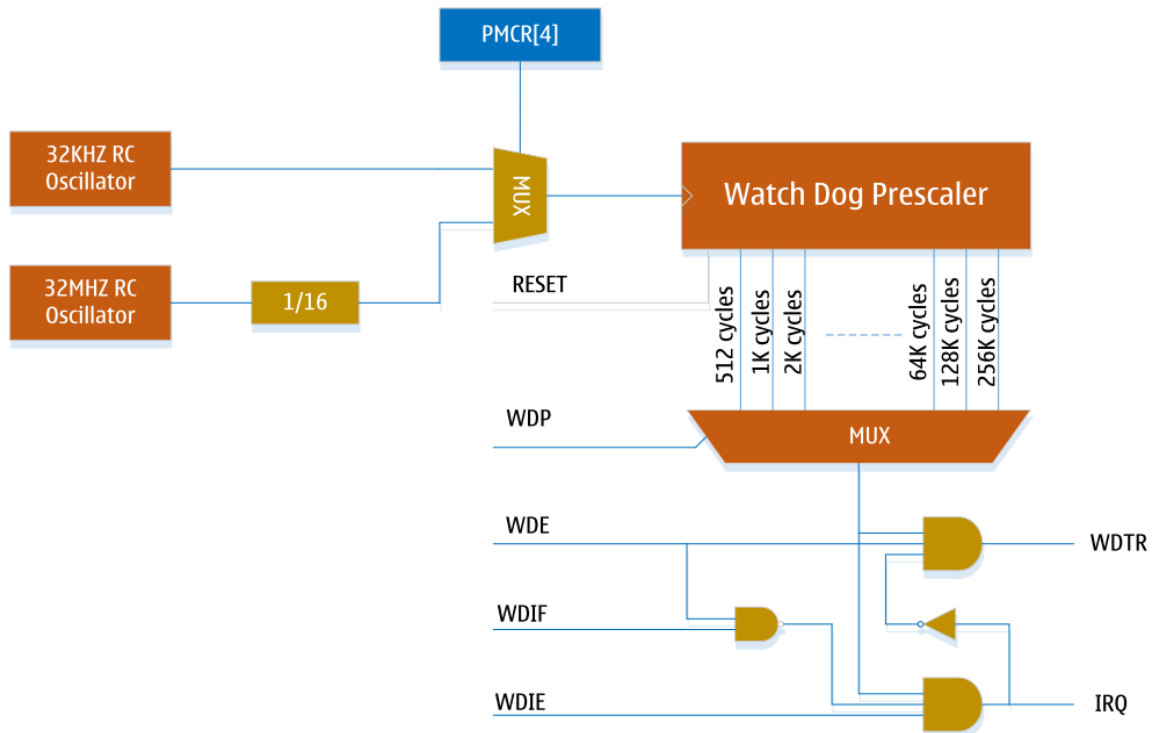 PMCR[4]
32KHZ RC
Oscillator
MUX
Watch Dog Prescaler
32MHZ RC
Oscillator
1/16
RESET
512 cycles
1K cycles
2K cycles
64K cycles
128K cycles
256K cycles
WDP
MUX
WDE
WDTR
WDIF
WDIE
IRQ